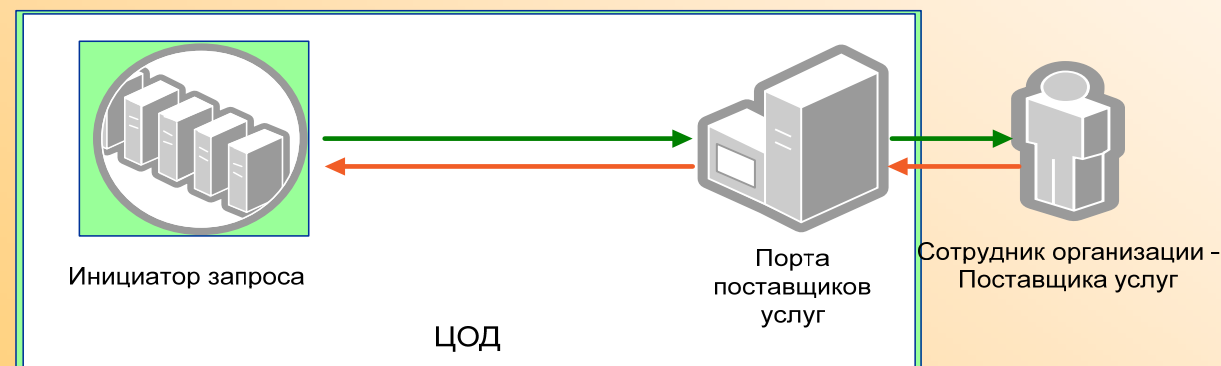 Инициатор запроса
Порта
поставщиков
услуг
Сотрудник организации -
Поставщика услуг
ЦОД